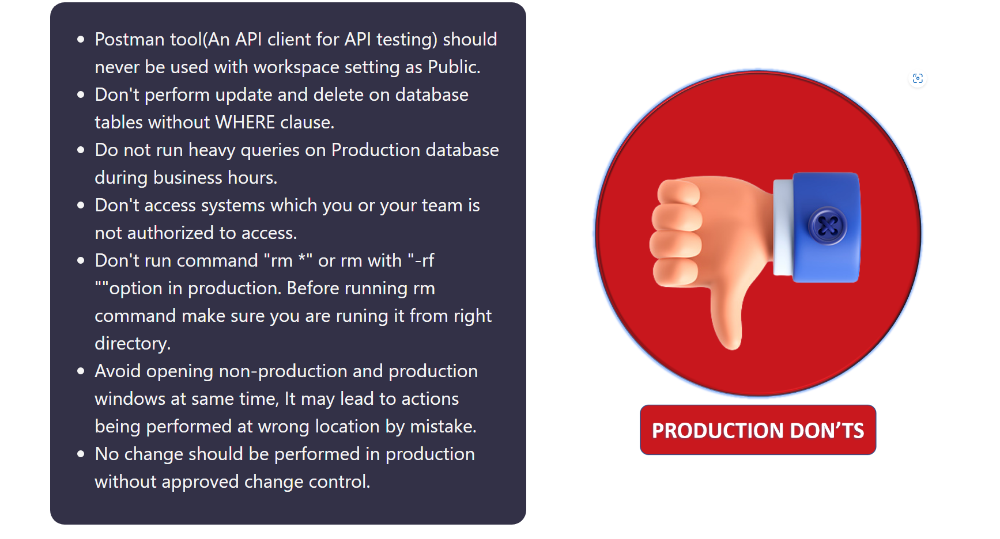 Postman tool(An API client for API testing) should
never be used with workspace setting as Public.
Don't perform update and delete on database
tables without WHERE clause.
Do not run heavy queries on Production database
during business hours.
Don't access systems which you or your team is
not authorized to access.
Don't run command "rm *" or rm with "-rf
""option in production. Before running rm
command make sure you are runing it from right
directory.
Avoid opening non-production and production
windows at same time, It may lead to actions
being performed at wrong location by mistake.
No change should be performed in production
without approved change control.
PRODUCTION DON’TS